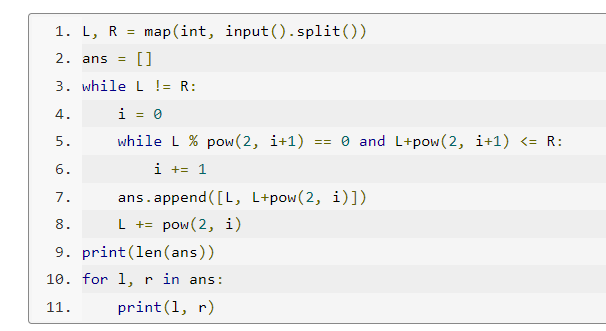 1. L, R = map(int, input().split())
2. ans = []
3. while L != R:
4.     i = 0
5.     while L % pow(2, i+1) == 0 and L+pow(2, i+1) <= R:
6.         i += 1
7.     ans.append([L, L+pow(2, i)])
8.     L += pow(2, i)
9. print(len(ans))
10. for l, r in ans:
11.     print(l, r)